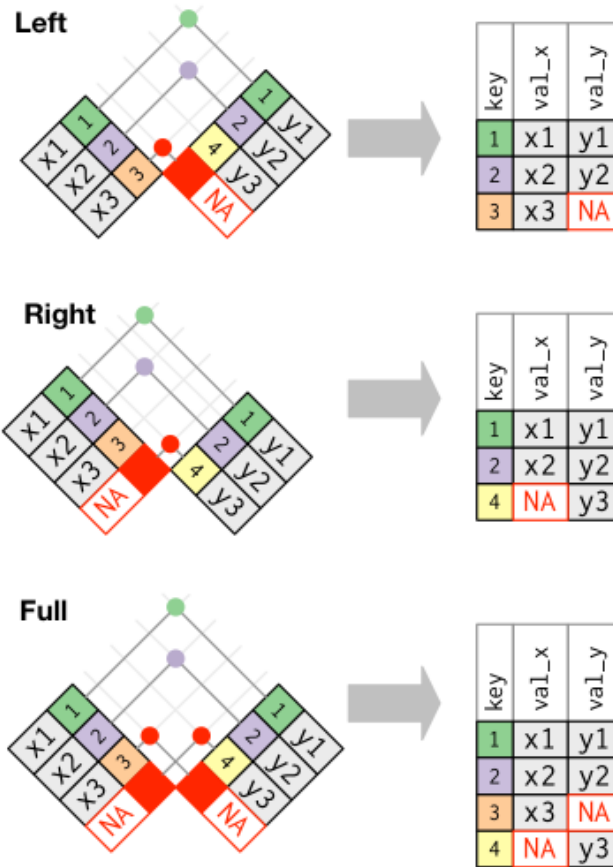 Left
1 2 3
x1 x2 x3
1 2 4
y1 y2 y3 NA
key val_x val_y
1 x1 y1
2 x2 y2
3 x3 NA
Right
1 2 3
x1 x2 x3 NA
1 2 4
y1 y2 y3
key val_x val_y
1 x1 y1
2 x2 y2
4 NA y3
Full
1 2 3
x1 x2 x3 NA
1 2 4
y1 y2 y3 NA
key val_x val_y
1 x1 y1
2 x2 y2
3 x3 NA
4 NA y3